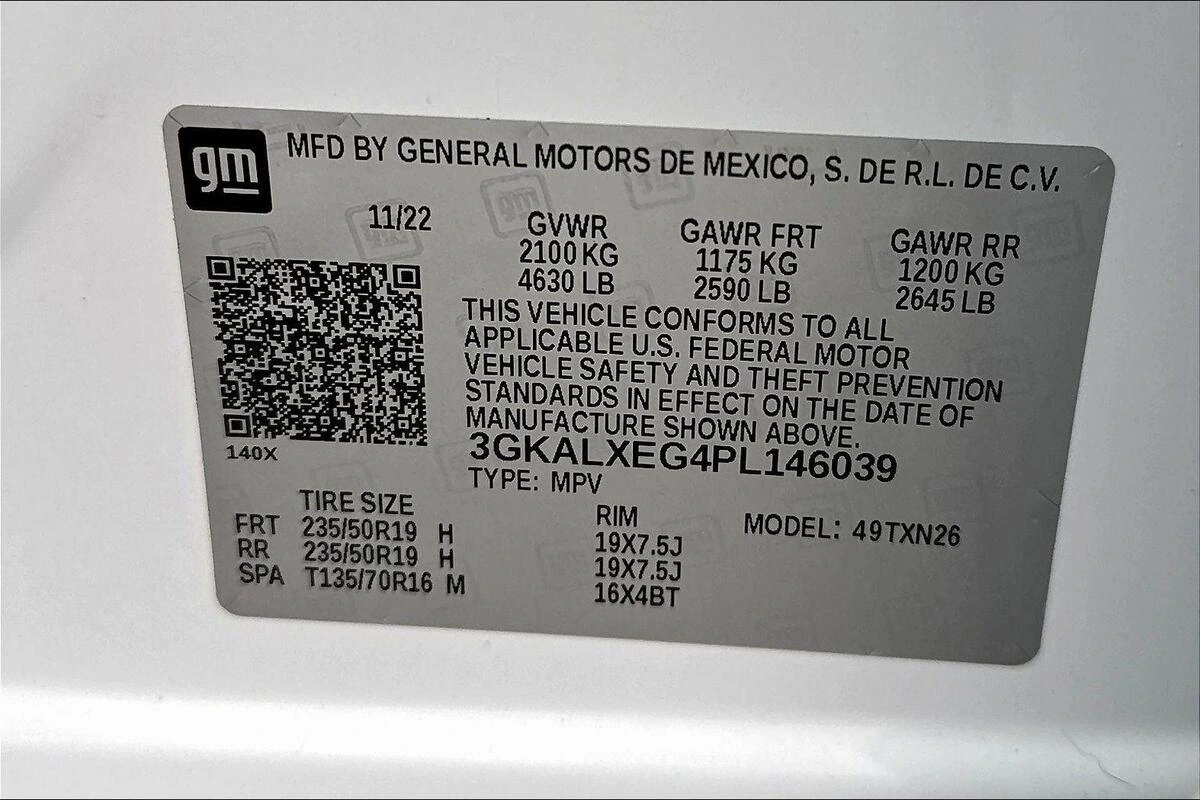 gm MFD BY GENERAL MOTORS DE MEXICO, S. DE R.L. DE C.V.
11/22 GVWR GAWR FRT GAWR RR
2100 KG 1175 KG 1200 KG
4630 LB 2590 LB 2645 LB
THIS VEHICLE CONFORMS TO ALL
APPLICABLE U.S. FEDERAL MOTOR
VEHICLE SAFETY AND THEFT PREVENTION
STANDARDS IN EFFECT ON THE DATE OF
MANUFACTURE SHOWN ABOVE.
140X
3GKALXEG4PL146039
TYPE: MPV
TIRE SIZE RIM MODEL: 49TXN26
FRT 235/50R19 H 19X7.5J
RR 235/50R19 H 19X7.5J
SPA T135/70R16 M 16X4BT